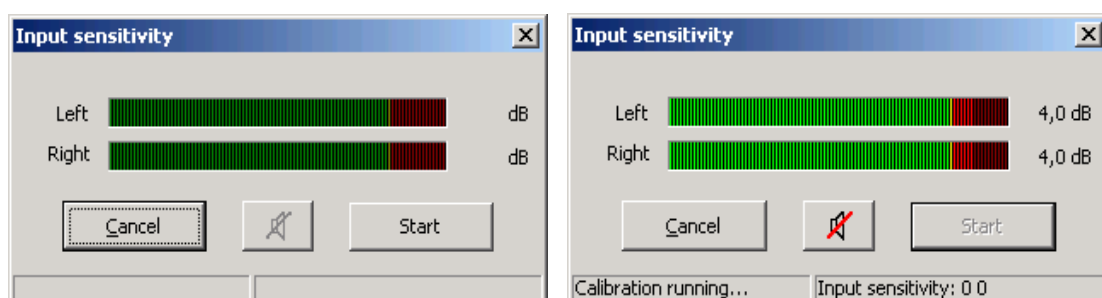 Input sensitivity
Left dB
Right dB
Cancel Start
Input sensitivity
Left 4,0 dB
Right 4,0 dB
Cancel Start
Calibration running... Input sensitivity: 0 0